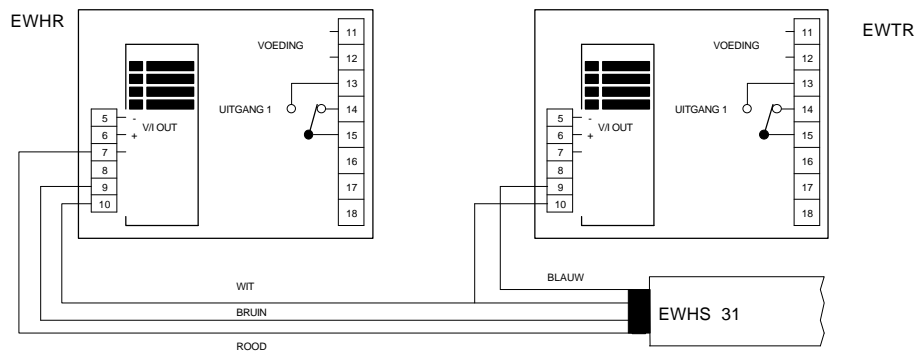 EWHR
VOEDING
UITGANG 1
V/I OUT
5 -
6 +
7 -
8
9
10
11
12
13
14
15
16
17
18
EWTR
VOEDING
UITGANG 1
V/I OUT
5 -
6 +
7 -
8
9
10
11
12
13
14
15
16
17
18
BLAUW
WIT
BRUIN
ROOD
EWHS 31